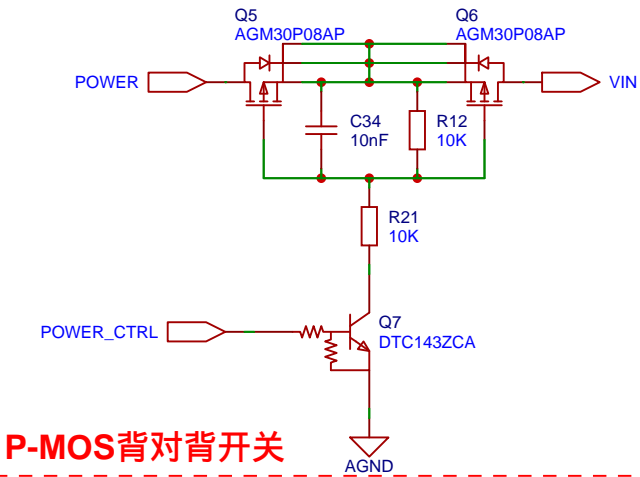 Q5
AGM30P08AP
Q6
AGM30P08AP
POWER
VIN
C34
10nF
R12
10K
R21
10K
POWER_CTRL
Q7
DTC143ZCA
P-MOS背对背开关
AGND